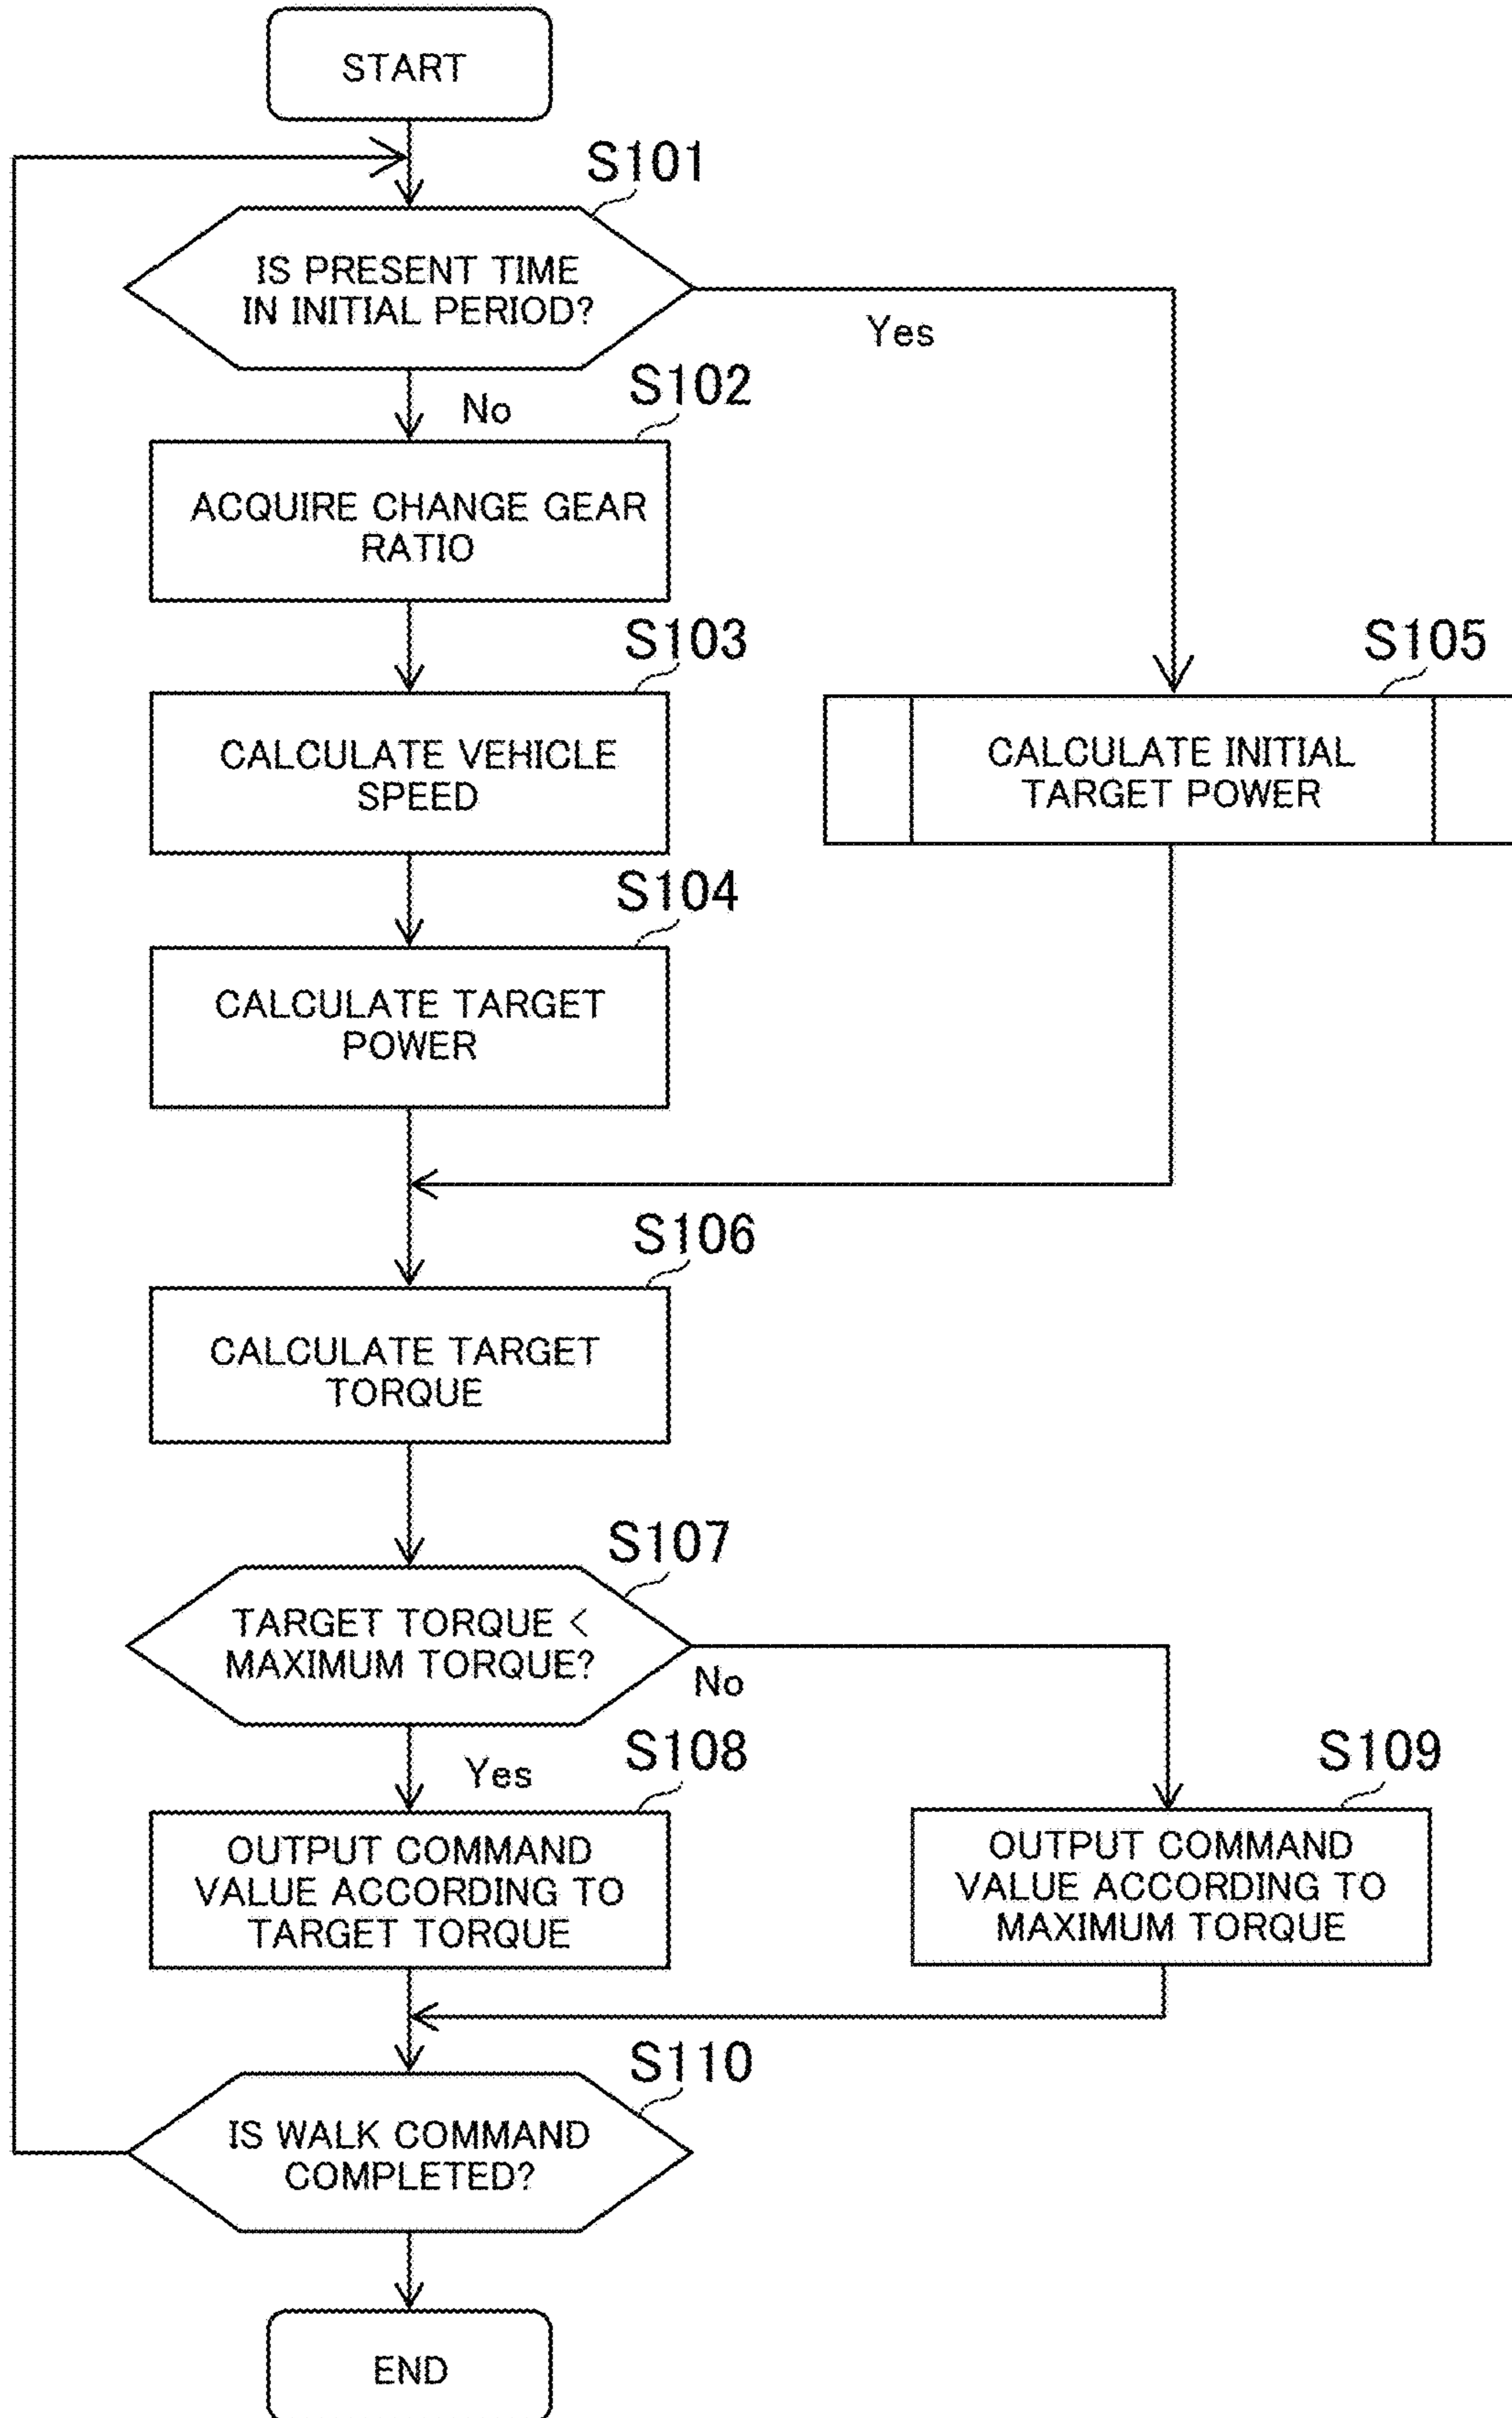 START
S101
IS PRESENT TIME
IN INITIAL PERIOD?
Yes
No
S102
ACQUIRE CHANGE GEAR
RATIO
S103
CALCULATE VEHICLE
SPEED
S105
CALCULATE INITIAL
TARGET POWER
S104
CALCULATE TARGET
POWER
S106
CALCULATE TARGET
TORQUE
S107
TARGET TORQUE <
MAXIMUM TORQUE?
No
Yes
S108
OUTPUT COMMAND
VALUE ACCORDING TO
TARGET TORQUE
S109
OUTPUT COMMAND
VALUE ACCORDING TO
MAXIMUM TORQUE
S110
IS WALK COMMAND
COMPLETED?
END